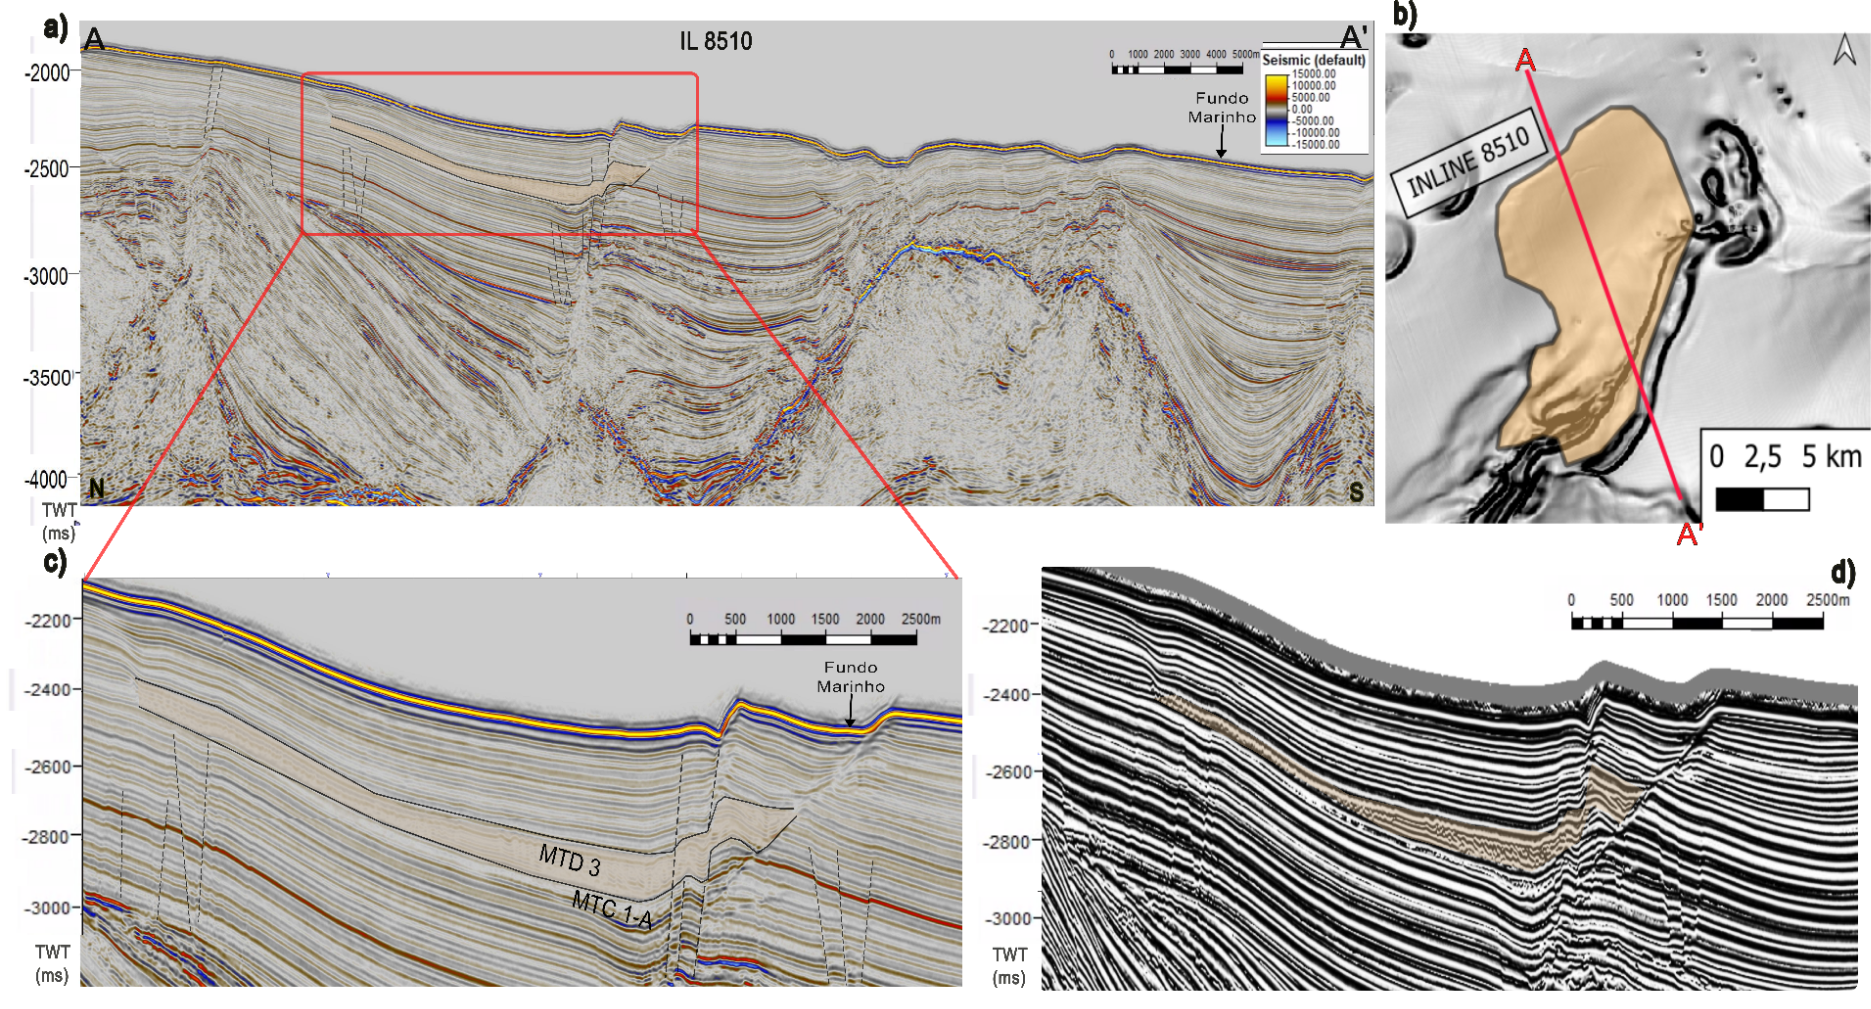 a)
A
IL 8510
A'
0 1000 2000 3000 4000 5000m
Seismic (default)
15000.00
10000.00
5000.00
0.00
-5000.00
-10000.00
-15000.00
Fundo
Marinho
-2000
-2500
-3000
-3500
-4000
TWT
(ms)
N
S
b)
A
INLINE 8510
0 2,5 5 km
A'
c)
0 500 1000 1500 2000 2500m
Fundo
Marinho
-2200
-2400
-2600
-2800
-3000
TWT
(ms)
MTD 3
MTC 1-A
d)
0 500 1000 1500 2000 2500m
-2200
-2400
-2600
-2800
-3000
TWT
(ms)